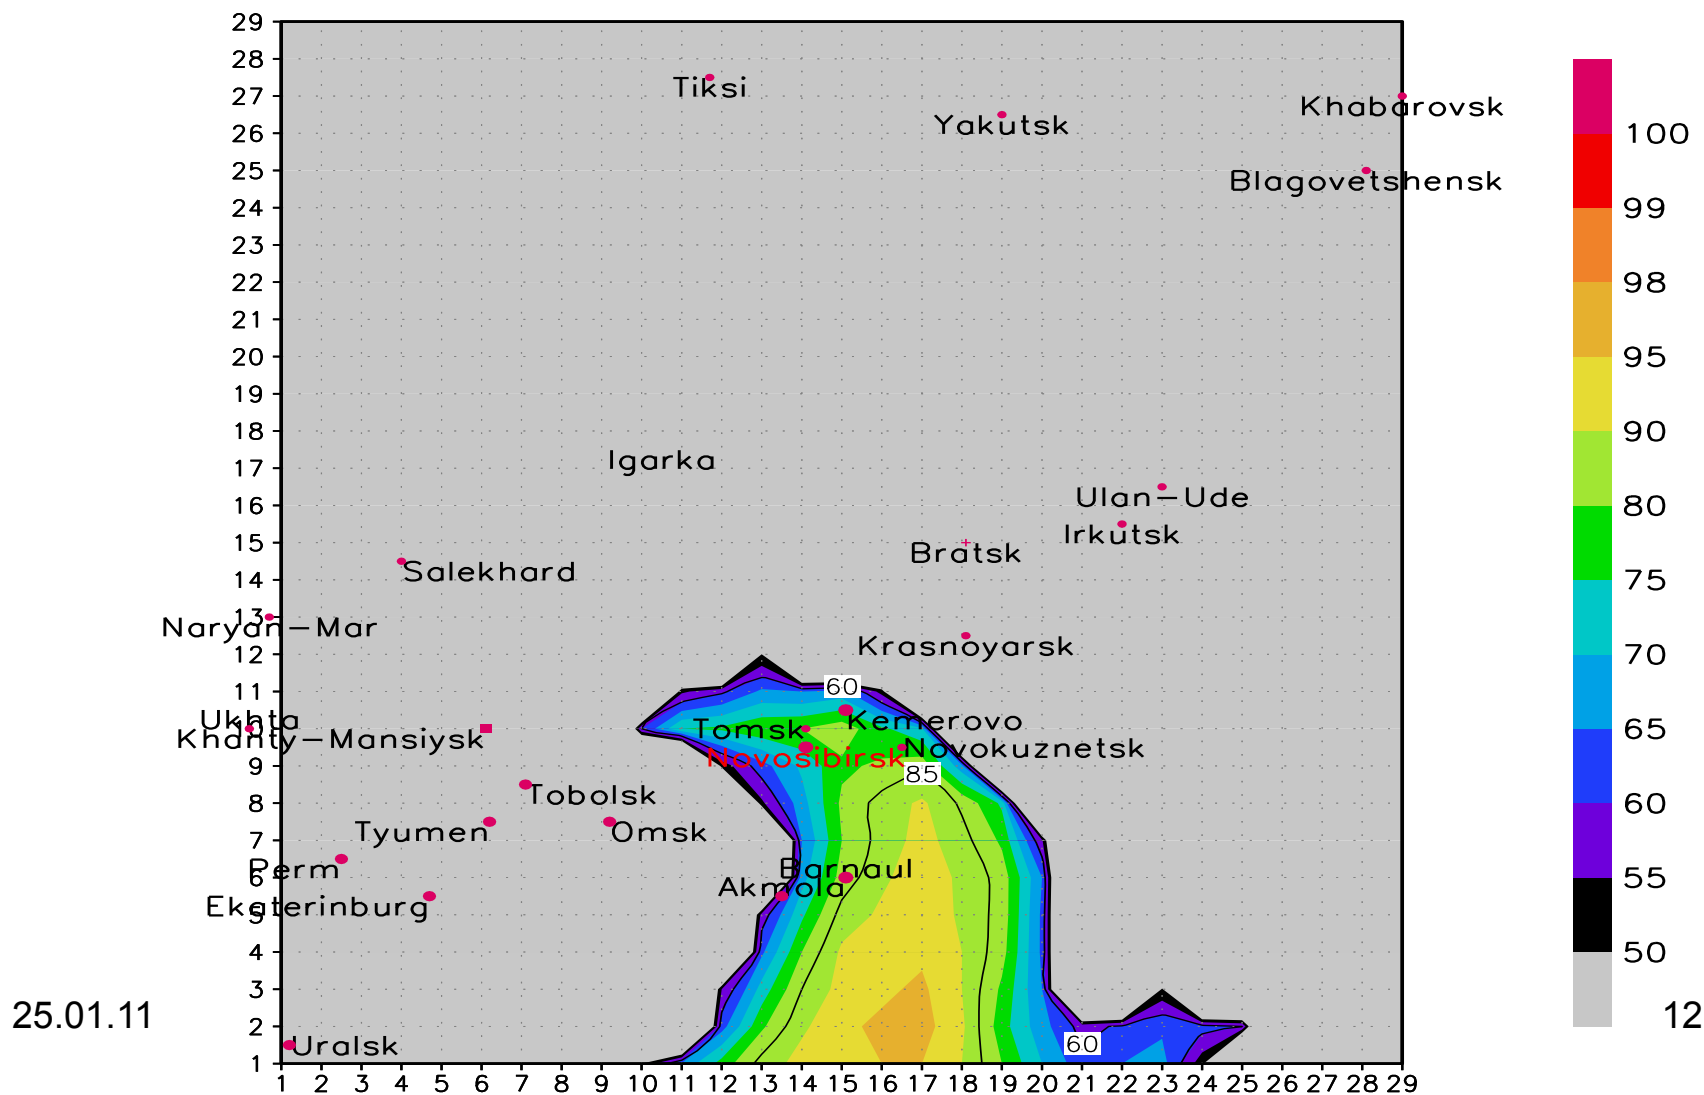 29
28
27
26
25
24
23
22
21
20
19
18
17
16
15
14
13
12
11
10
9
8
7
6
5
4
3
2
1
1 2 3 4 5 6 7 8 9 10 11 12 13 14 15 16 17 18 19 20 21 22 23 24 25 26 27 28 29
Tiksi
Khabarovsk
Yakutsk
Blagovetshensk
Igarka
Ulan-Ude
Irkutsk
Bratsk
Salekhard
Naryan-Mar
Krasnoyarsk
60
Ukhta
Kemerovo
Tomsk
Khanty-Mansiysk
Novokuznetsk
Novosibirsk
85
Tobolsk
Tyumen
Omsk
Perm
Barnaul
Akmola
Ekaterinburg
60
Uralsk
100
99
98
95
90
80
75
70
65
60
55
50
25.01.11
12